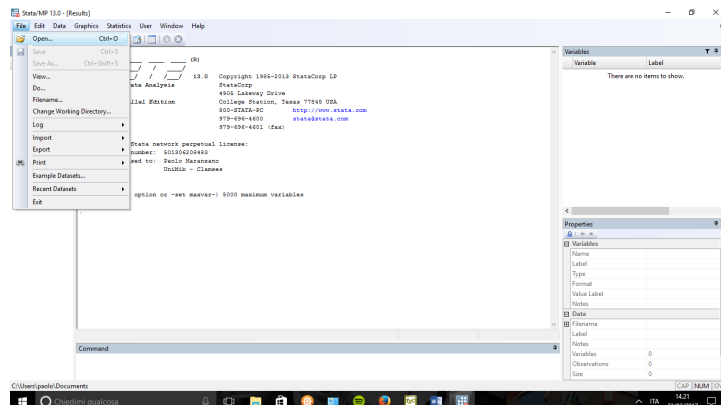 Stata/MP 13.0 - [Results]
File Edit Data Graphics Statistics User Window Help
Open... Ctrl+O
Save Ctrl+S
Save As... Ctrl+Shift+S
View...
Do...
Filename...
Change Working Directory...
Log
Import
Export
Print
Example Datasets...
Recent Datasets
Exit
(R)
13.0 Copyright 1985-2013 StataCorp LP
ata Analysis StataCorp
4905 Lakeway Drive
llel Edition College Station, Texas 77845 USA
800-STATA-PC http://www.stata.com
979-696-4600 stata@stata.com
979-696-4601 (fax)
Stata network perpetual license:
number: 501306208483
sed to: Paolo Maranzano
UniMib - Clamses
option or -set maxvar-) 5000 maximum variables
Command
Variables
Variable Label
There are no items to show.
Properties
Variables
Name
Label
Type
Format
Value Label
Notes
Data
Filename
Label
Notes
Variables 0
Observations 0
Size 0
C:\Users\paolo\Documents
CAP NUM OV
Chiedimi qualcosa
ITA
14.21